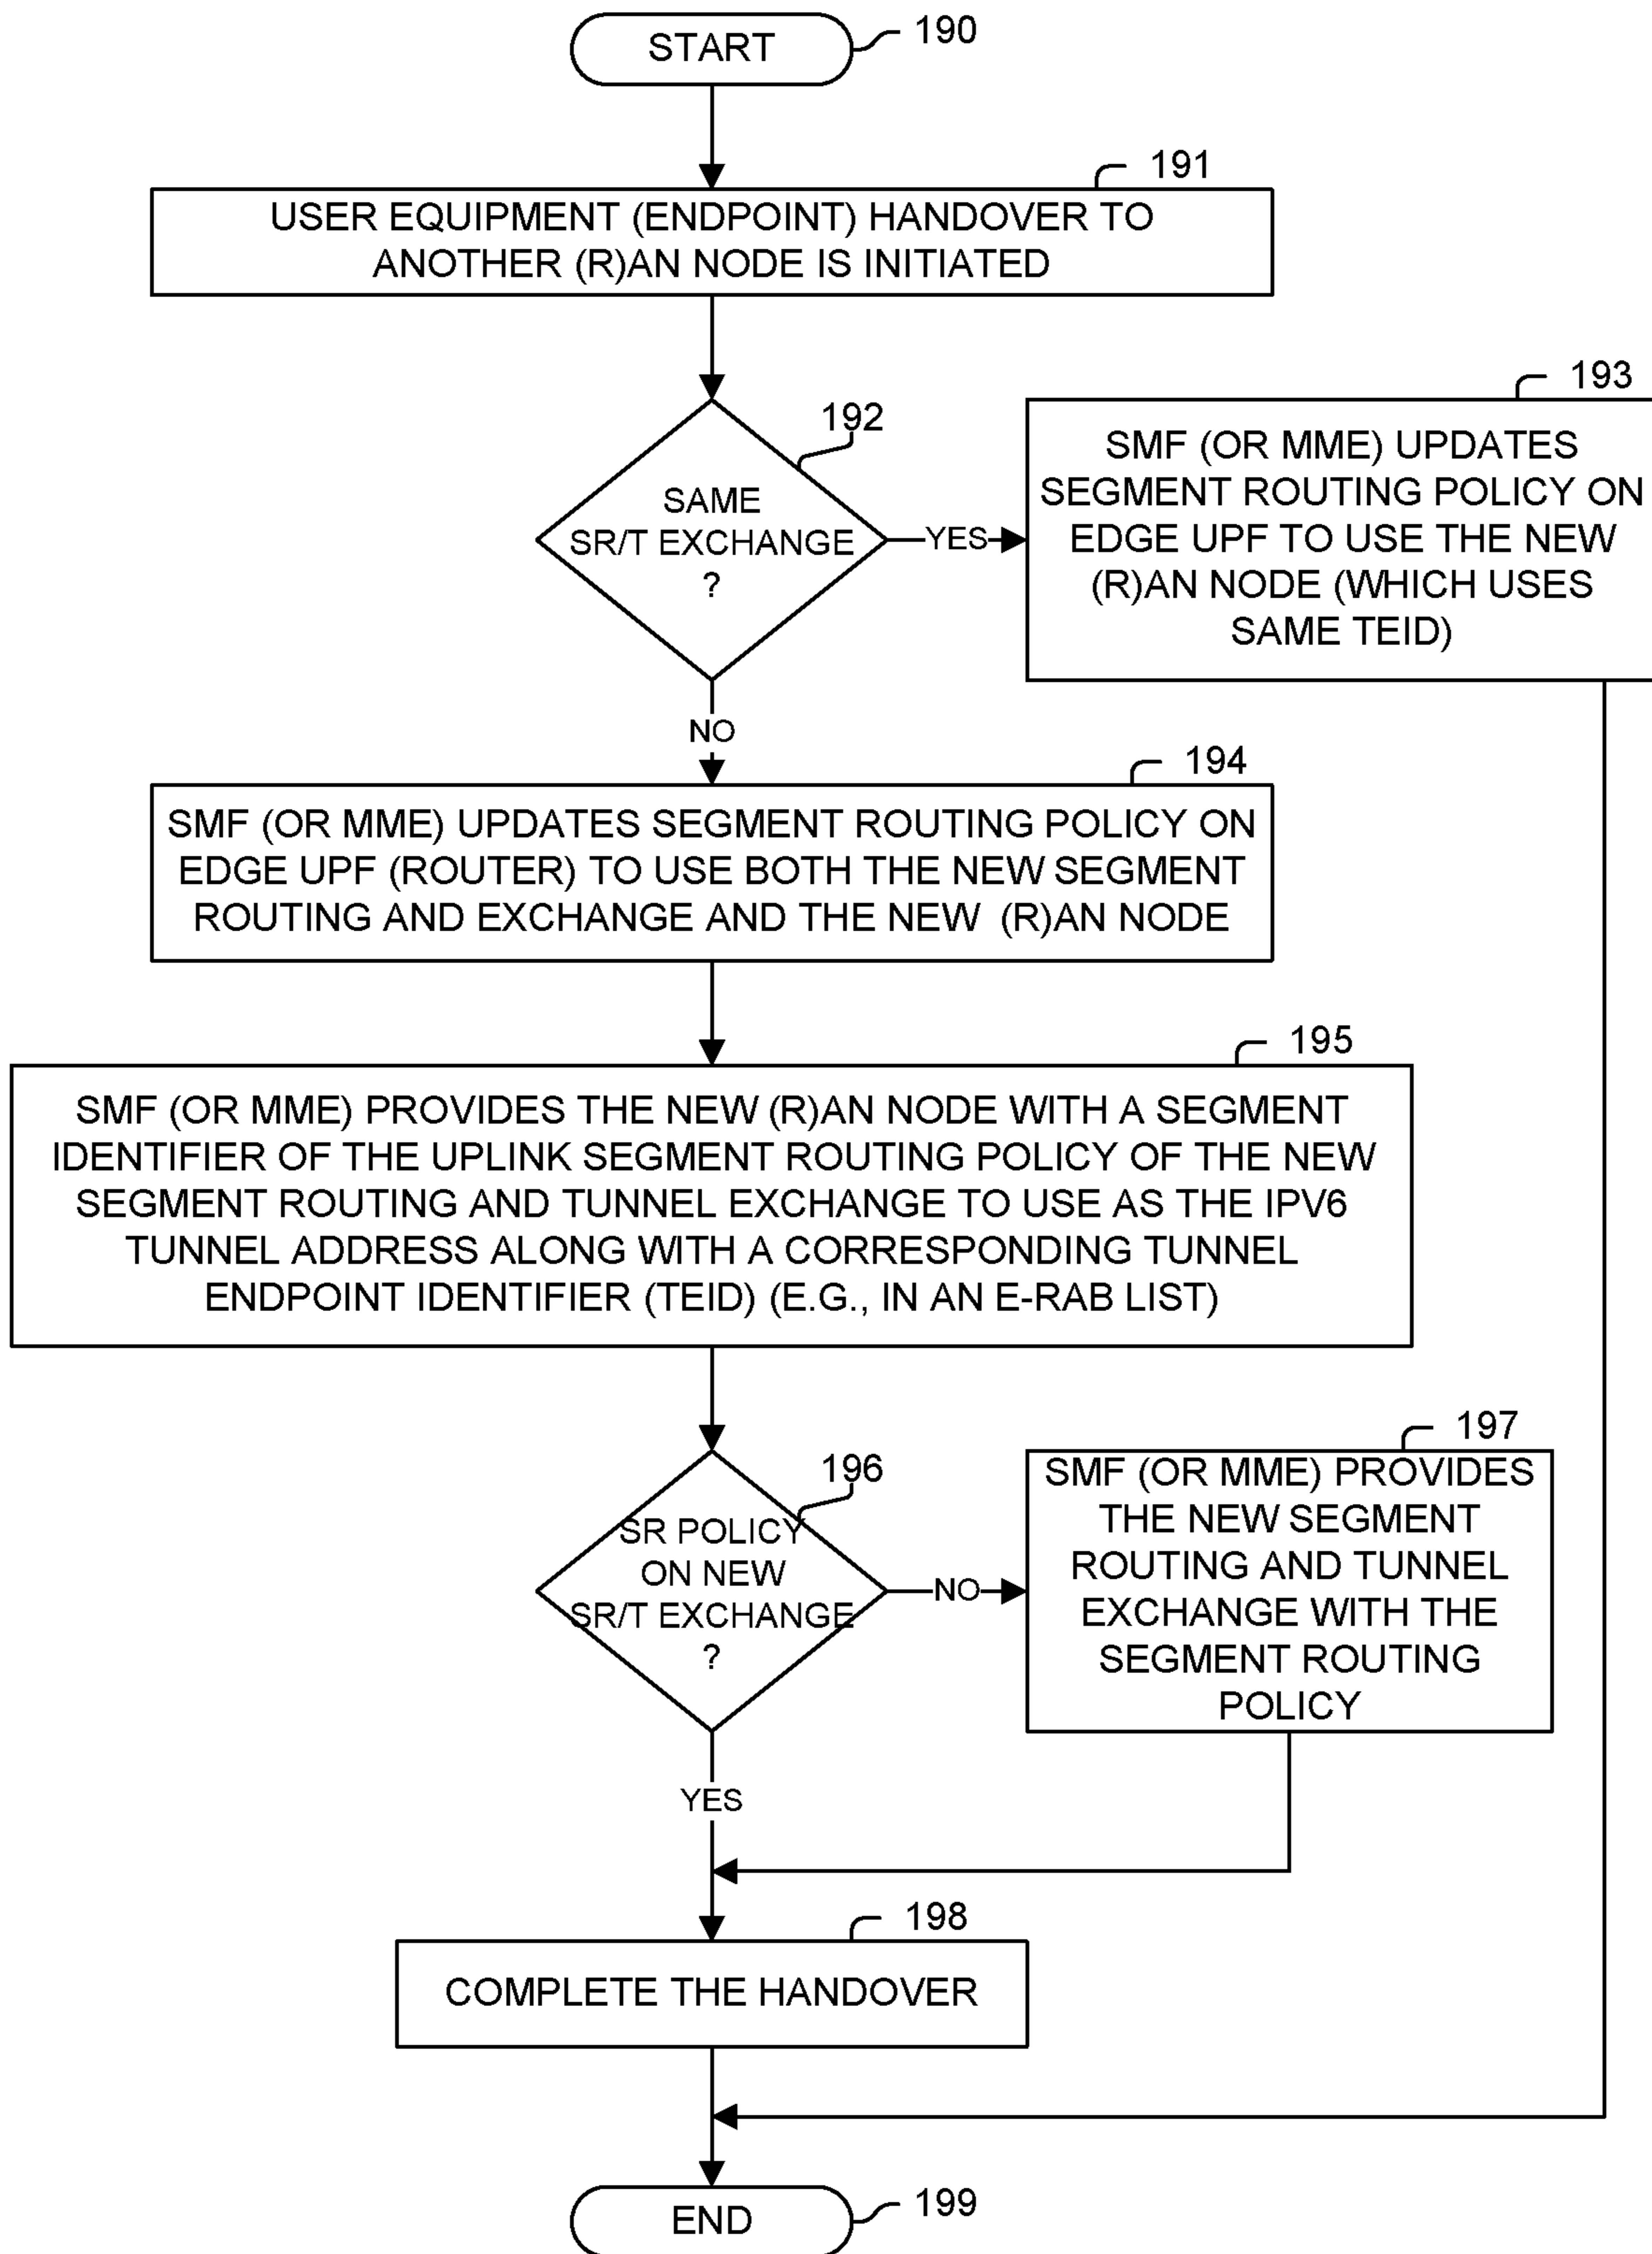 START
190
191
USER EQUIPMENT (ENDPOINT) HANDOVER TO
ANOTHER (R)AN NODE IS INITIATED
192
SAME
SR/T EXCHANGE
?
YES
193
SMF (OR MME) UPDATES
SEGMENT ROUTING POLICY ON
EDGE UPF TO USE THE NEW
(R)AN NODE (WHICH USES
SAME TEID)
NO
194
SMF (OR MME) UPDATES SEGMENT ROUTING POLICY ON
EDGE UPF (ROUTER) TO USE BOTH THE NEW SEGMENT
ROUTING AND EXCHANGE AND THE NEW (R)AN NODE
195
SMF (OR MME) PROVIDES THE NEW (R)AN NODE WITH A SEGMENT
IDENTIFIER OF THE UPLINK SEGMENT ROUTING POLICY OF THE NEW
SEGMENT ROUTING AND TUNNEL EXCHANGE TO USE AS THE IPV6
TUNNEL ADDRESS ALONG WITH A CORRESPONDING TUNNEL
ENDPOINT IDENTIFIER (TEID) (E.G., IN AN E-RAB LIST)
196
SR POLICY
ON NEW
SR/T EXCHANGE
?
NO
197
SMF (OR MME) PROVIDES
THE NEW SEGMENT
ROUTING AND TUNNEL
EXCHANGE WITH THE
SEGMENT ROUTING
POLICY
YES
198
COMPLETE THE HANDOVER
END
199